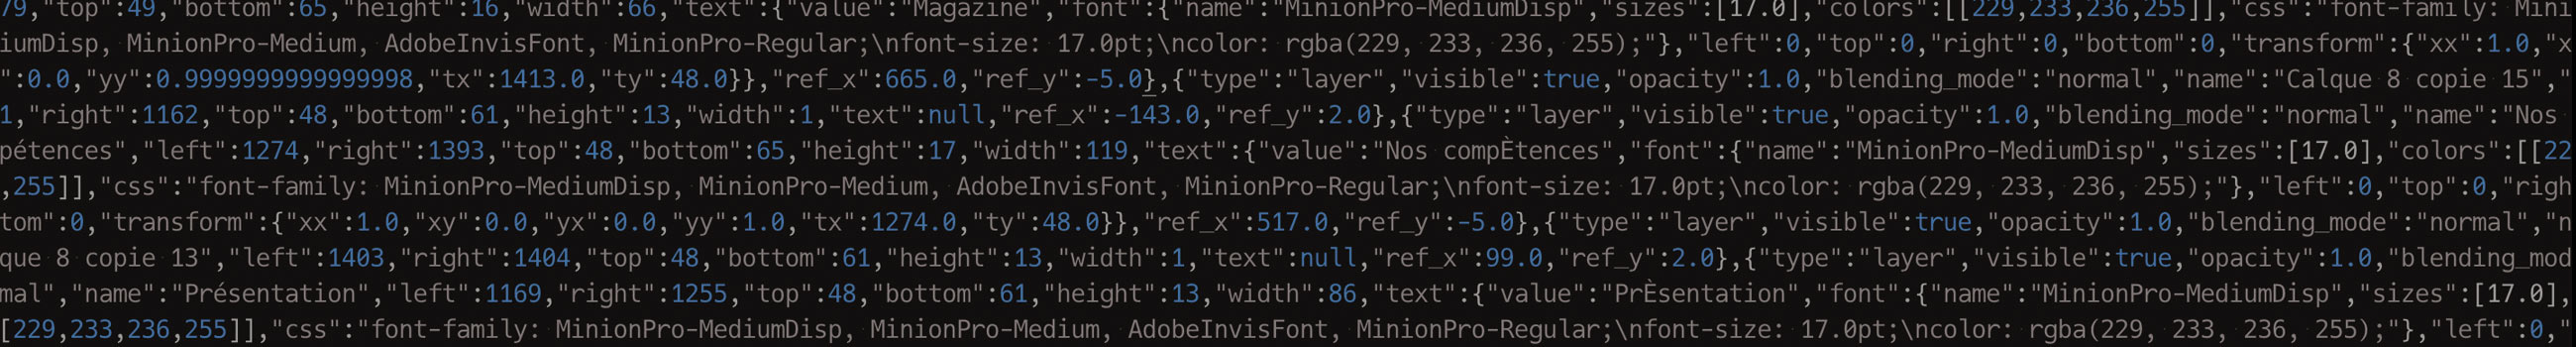 79,"top":49,"bottom":65,"height":16,"width":66,"text":{"value":"Magazine","font":{"name":"MinionPro-MediumDisp","sizes":[17.0],"colors":[[229,233,236,255]],"css":"font-family: Mini
iumDisp, MinionPro-Medium, AdobeInvisFont, MinionPro-Regular;\nfont-size: 17.0pt;\ncolor: rgba(229, 233, 236, 255);"},"left":0,"top":0,"right":0,"bottom":0,"transform":{"xx":1.0,"x
":0.0,"yy":0.9999999999999998,"tx":1413.0,"ty":48.0}},"ref_x":665.0,"ref_y":-5.0},{"type":"layer","visible":true,"opacity":1.0,"blending_mode":"normal","name":"Calque 8 copie 15","
1,"right":1162,"top":48,"bottom":61,"height":13,"width":1,"text":null,"ref_x":-143.0,"ref_y":2.0},{"type":"layer","visible":true,"opacity":1.0,"blending_mode":"normal","name":"Nos
pétences","left":1274,"right":1393,"top":48,"bottom":65,"height":17,"width":119,"text":{"value":"Nos compÈtences","font":{"name":"MinionPro-MediumDisp","sizes":[17.0],"colors":[[22
,255]],"css":"font-family: MinionPro-MediumDisp, MinionPro-Medium, AdobeInvisFont, MinionPro-Regular;\nfont-size: 17.0pt;\ncolor: rgba(229, 233, 236, 255);"},"left":0,"top":0,"righ
tom":0,"transform":{"xx":1.0,"xy":0.0,"yx":0.0,"yy":1.0,"tx":1274.0,"ty":48.0}},"ref_x":517.0,"ref_y":-5.0},{"type":"layer","visible":true,"opacity":1.0,"blending_mode":"normal","n
que 8 copie 13","left":1403,"right":1404,"top":48,"bottom":61,"height":13,"width":1,"text":null,"ref_x":99.0,"ref_y":2.0},{"type":"layer","visible":true,"opacity":1.0,"blending_mod
mal","name":"Présentation","left":1169,"right":1255,"top":48,"bottom":61,"height":13,"width":86,"text":{"value":"PrÈsentation","font":{"name":"MinionPro-MediumDisp","sizes":[17.0],
[229,233,236,255]],"css":"font-family: MinionPro-MediumDisp, MinionPro-Medium, AdobeInvisFont, MinionPro-Regular;\nfont-size: 17.0pt;\ncolor: rgba(229, 233, 236, 255);"},"left":0,"